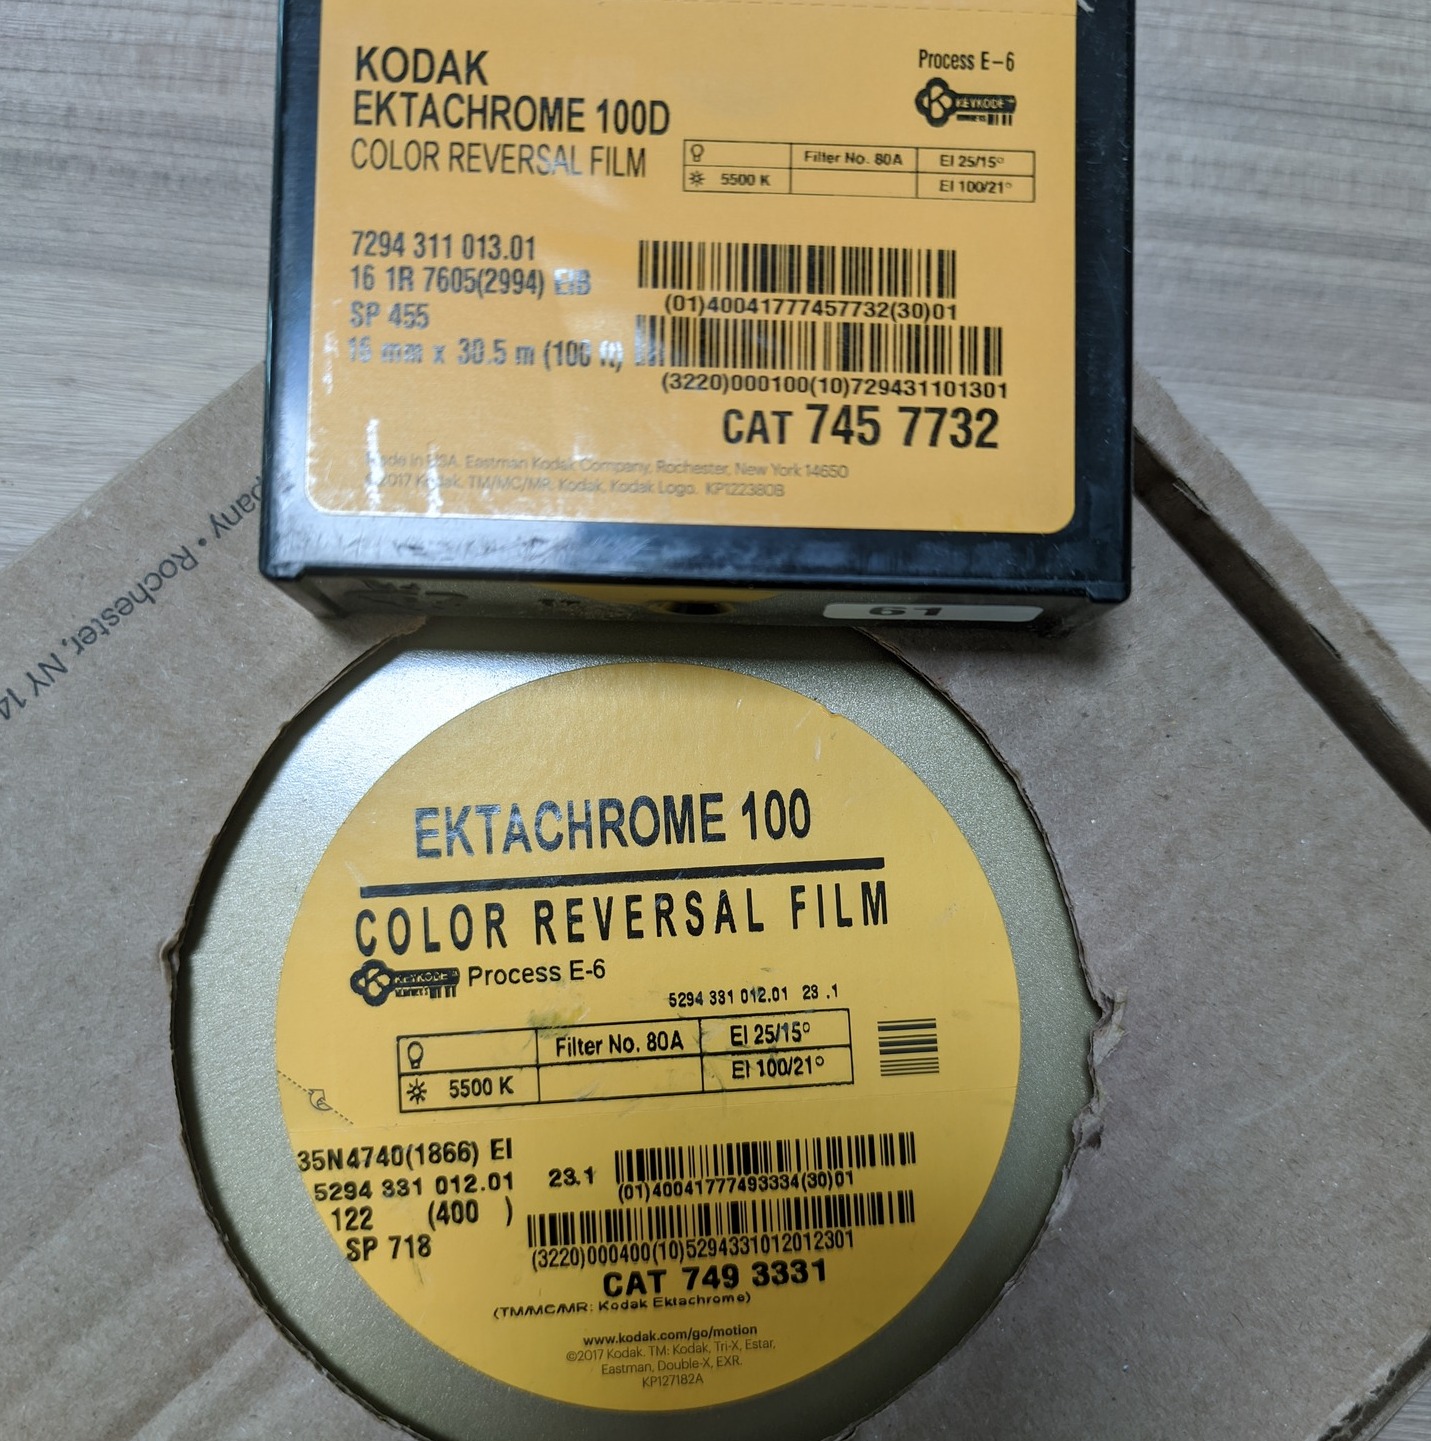 KODAK
EKTACHROME 100D
COLOR REVERSAL FILM
Process E-6
KEYKODE™
NUMBERS
Filter No. 80A EI 25/15°
5500 K EI 100/21°
7294 311 013.01
16 1R 7605(2994) EIB
SP 455
16 mm x 30.5 m (100 ft)
(01)40041777457732(30)01
(3220)000100(10)729431101301
CAT 745 7732
Made in USA. Eastman Kodak Company, Rochester, New York 14650
©2017 Kodak. TM/MC/MR: Kodak, Kodak Logo. KP122380B
61
pany • Rochester, NY 14
EKTACHROME 100
COLOR REVERSAL FILM
KEYKODE™
NUMBERS
Process E-6
5294 331 012.01 23 .1
Filter No. 80A EI 25/15°
5500 K EI 100/21°
35N4740(1866) EI
5294 331 012.01 23.1
122 (400 )
SP 718
(01)40041777493334(30)01
(3220)000400(10)5294331012012301
CAT 749 3331
(TM/MC/MR: Kodak Ektachrome)
www.kodak.com/go/motion
©2017 Kodak. TM: Kodak, Tri-X, Estar,
Eastman, Double-X, EXR.
KP127182A